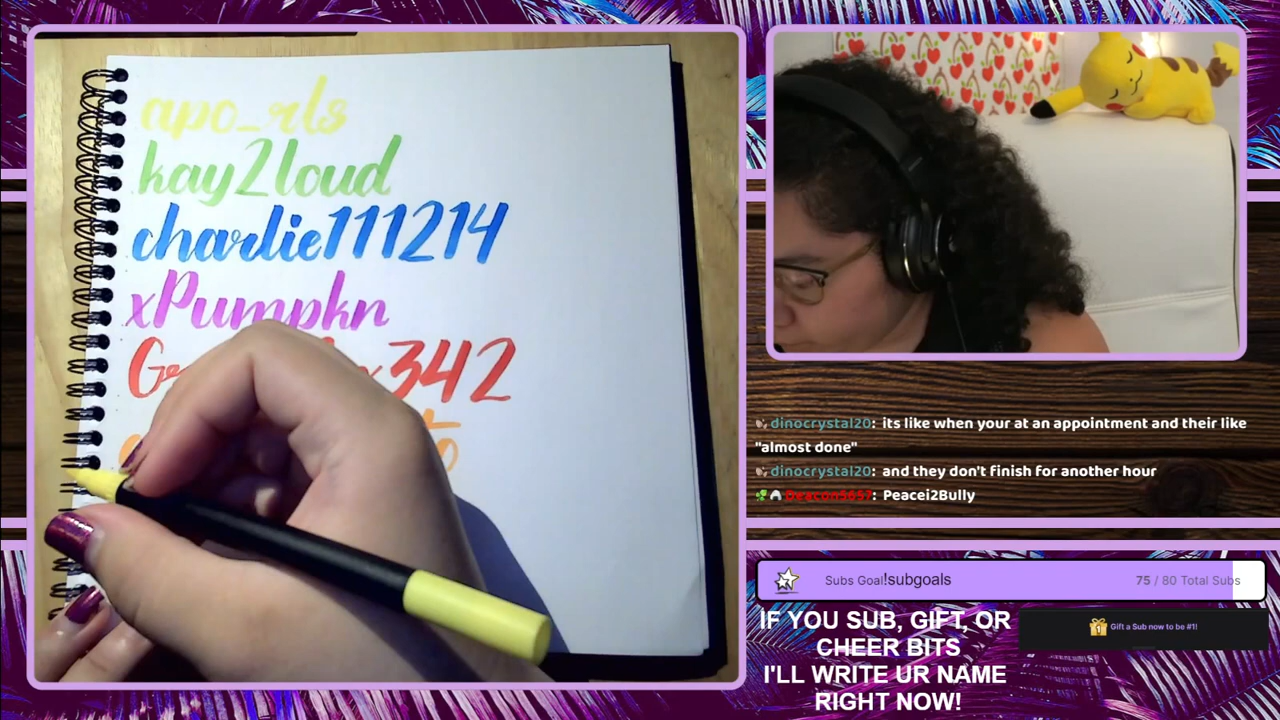 apo_rls
kay2loud
charlie111214
xPumpkn
342
dinocrystal20: its like when your at an appointment and their like
"almost done"
dinocrystal20: and they don't finish for another hour
Deacon5657: Peacei2Bully
Subs Goal!subgoals
75 / 80 Total Subs
IF YOU SUB, GIFT, OR
CHEER BITS
I'LL WRITE UR NAME
RIGHT NOW!
1
Gift a Sub now to be #1!